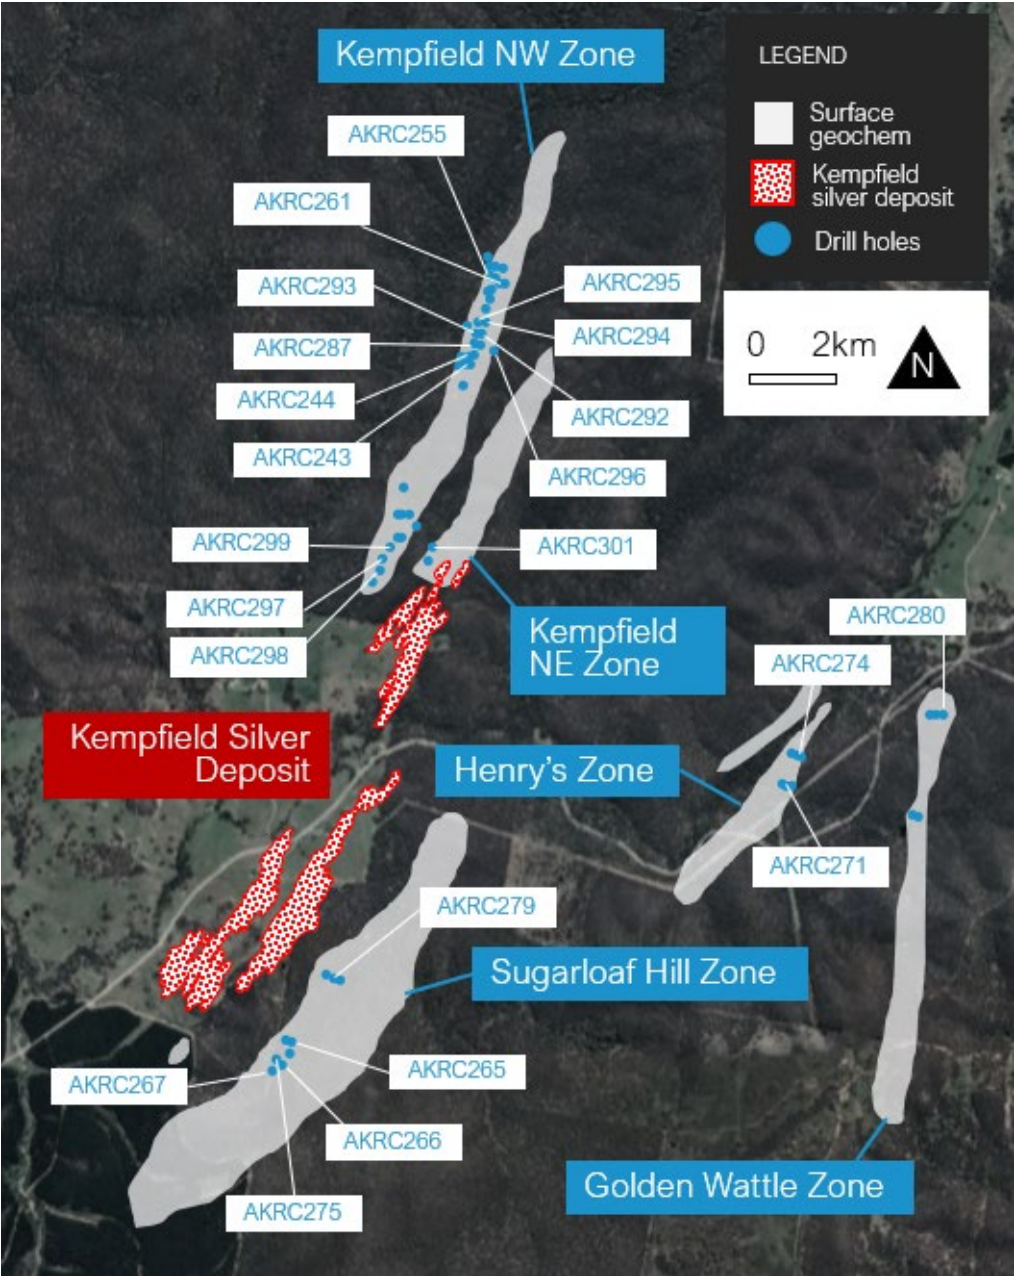 Kempfield NW Zone
LEGEND
Surface
geochem
Kempfield
silver deposit
Drill holes
0 2km
N
AKRC255
AKRC261
AKRC293
AKRC295
AKRC287
AKRC294
AKRC244
AKRC292
AKRC243
AKRC296
AKRC299
AKRC301
AKRC297
AKRC298
Kempfield
NE Zone
AKRC280
AKRC274
Kempfield Silver
Deposit
Henry's Zone
AKRC271
AKRC279
Sugarloaf Hill Zone
AKRC267
AKRC265
AKRC266
AKRC275
Golden Wattle Zone